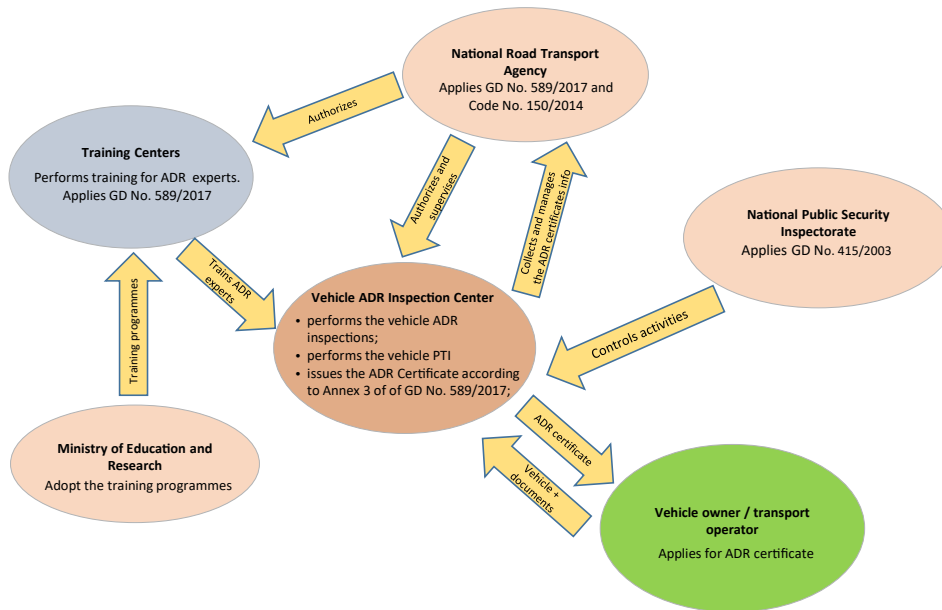 National Road Transport
Agency
Applies GD No. 589/2017 and
Code No. 150/2014
Authorizes
Training Centers
Performs training for ADR experts.
Applies GD No. 589/2017
Authorizes and
supervises
Collects and manages
the ADR certificates info
National Public Security
Inspectorate
Applies GD No. 415/2003
Trains ADR
experts
Training programmes
Vehicle ADR Inspection Center
• performs the vehicle ADR
inspections;
• performs the vehicle PTI
• issues the ADR Certificate according
to Annex 3 of of GD No. 589/2017;
Controls activities
Ministry of Education and
Research
Adopt the training programmes
ADR certificate
Vehicle +
documents
Vehicle owner / transport
operator
Applies for ADR certificate